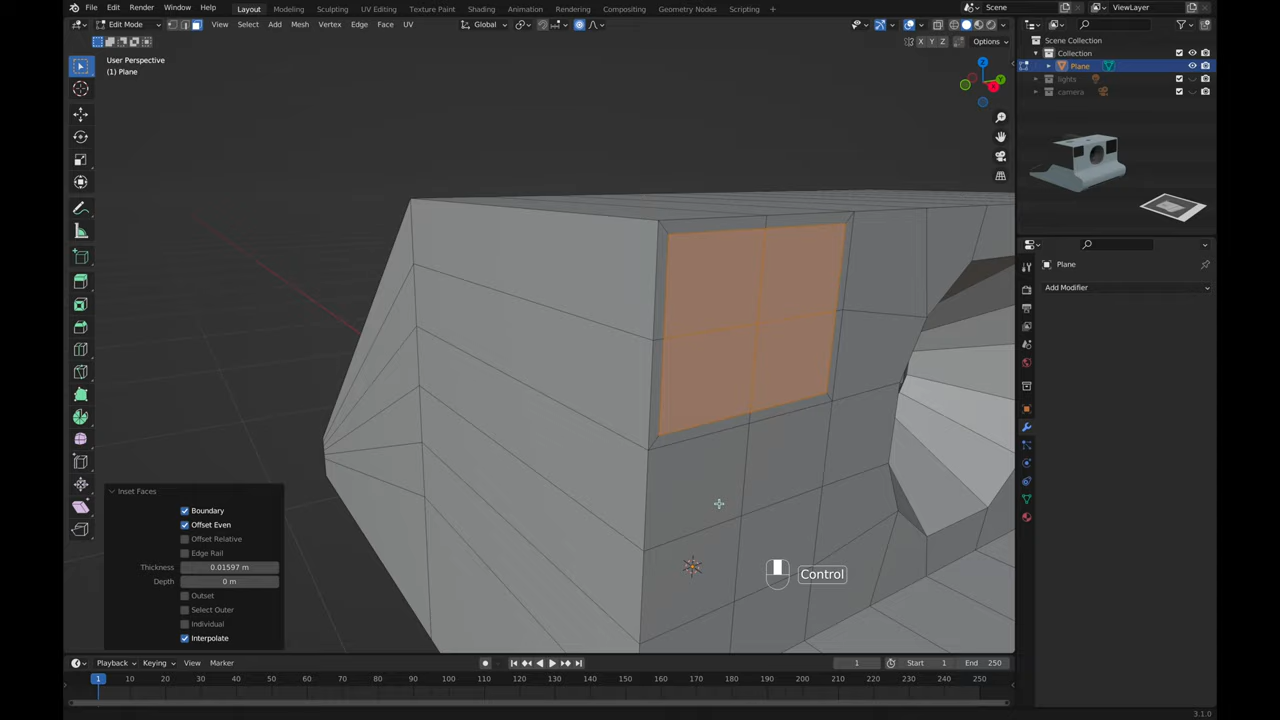 File Edit Render Window Help Layout Modeling Sculpting UV Editing Texture Paint Shading Animation Rendering Compositing Geometry Nodes Scripting Scene ViewLayer
Edit Mode View Select Add Mesh Vertex Edge Face UV Global
X Y Z Options
User Perspective
(1) Plane
Z
Y
X
Scene Collection
Collection
Plane
lights
camera
Plane
Add Modifier
Inset Faces
Boundary
Offset Even
Offset Relative
Edge Rail
Thickness 0.01597 m
Depth 0 m
Outset
Select Outer
Individual
Interpolate
Control
Playback Keying View Marker 1 Start 1 End 250
1 10 20 30 40 50 60 70 80 90 100 110 120 130 140 150 160 170 180 190 200 210 220 230 240 250
3.1.0